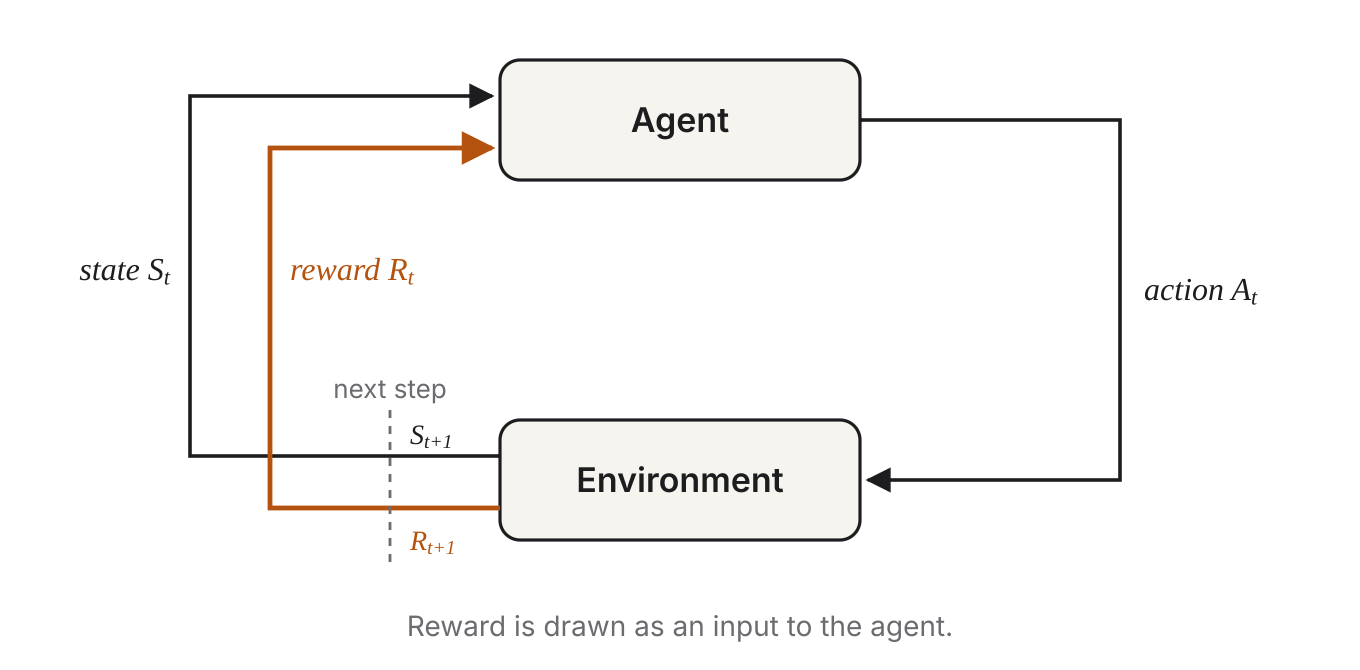 Agent
state Sₜ
reward Rₜ
action Aₜ
next step
Sₜ₊₁
Environment
Rₜ₊₁
Reward is drawn as an input to the agent.